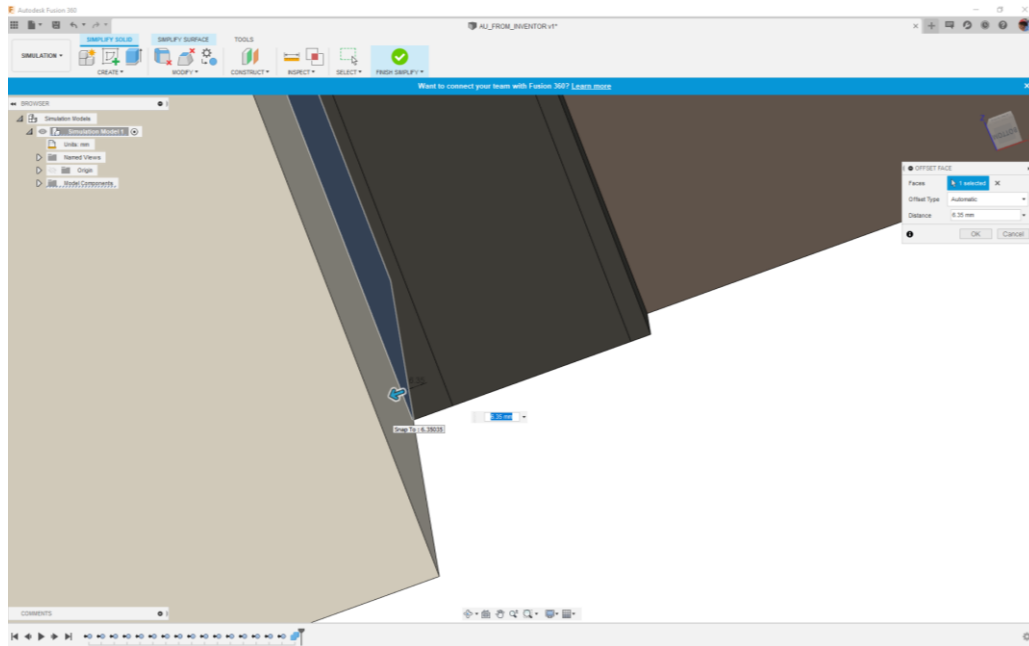 Autodesk Fusion 360
AU_FROM_INVENTOR v1*
SIMPLIFY SOLID SIMPLIFY SURFACE TOOLS
SIMULATION
CREATE MODIFY CONSTRUCT INSPECT SELECT FINISH SIMPLIFY
Want to connect your team with Fusion 360? Learn more
BROWSER
Simulation Models
Simulation Model 1
Units: mm
Named Views
Origin
Model Components
BOTTOM
OFFSET FACE
Faces 1 selected
Offset Type Automatic
Distance 6.35 mm
OK Cancel
6.35 mm
Snap To : 6.35035
COMMENTS